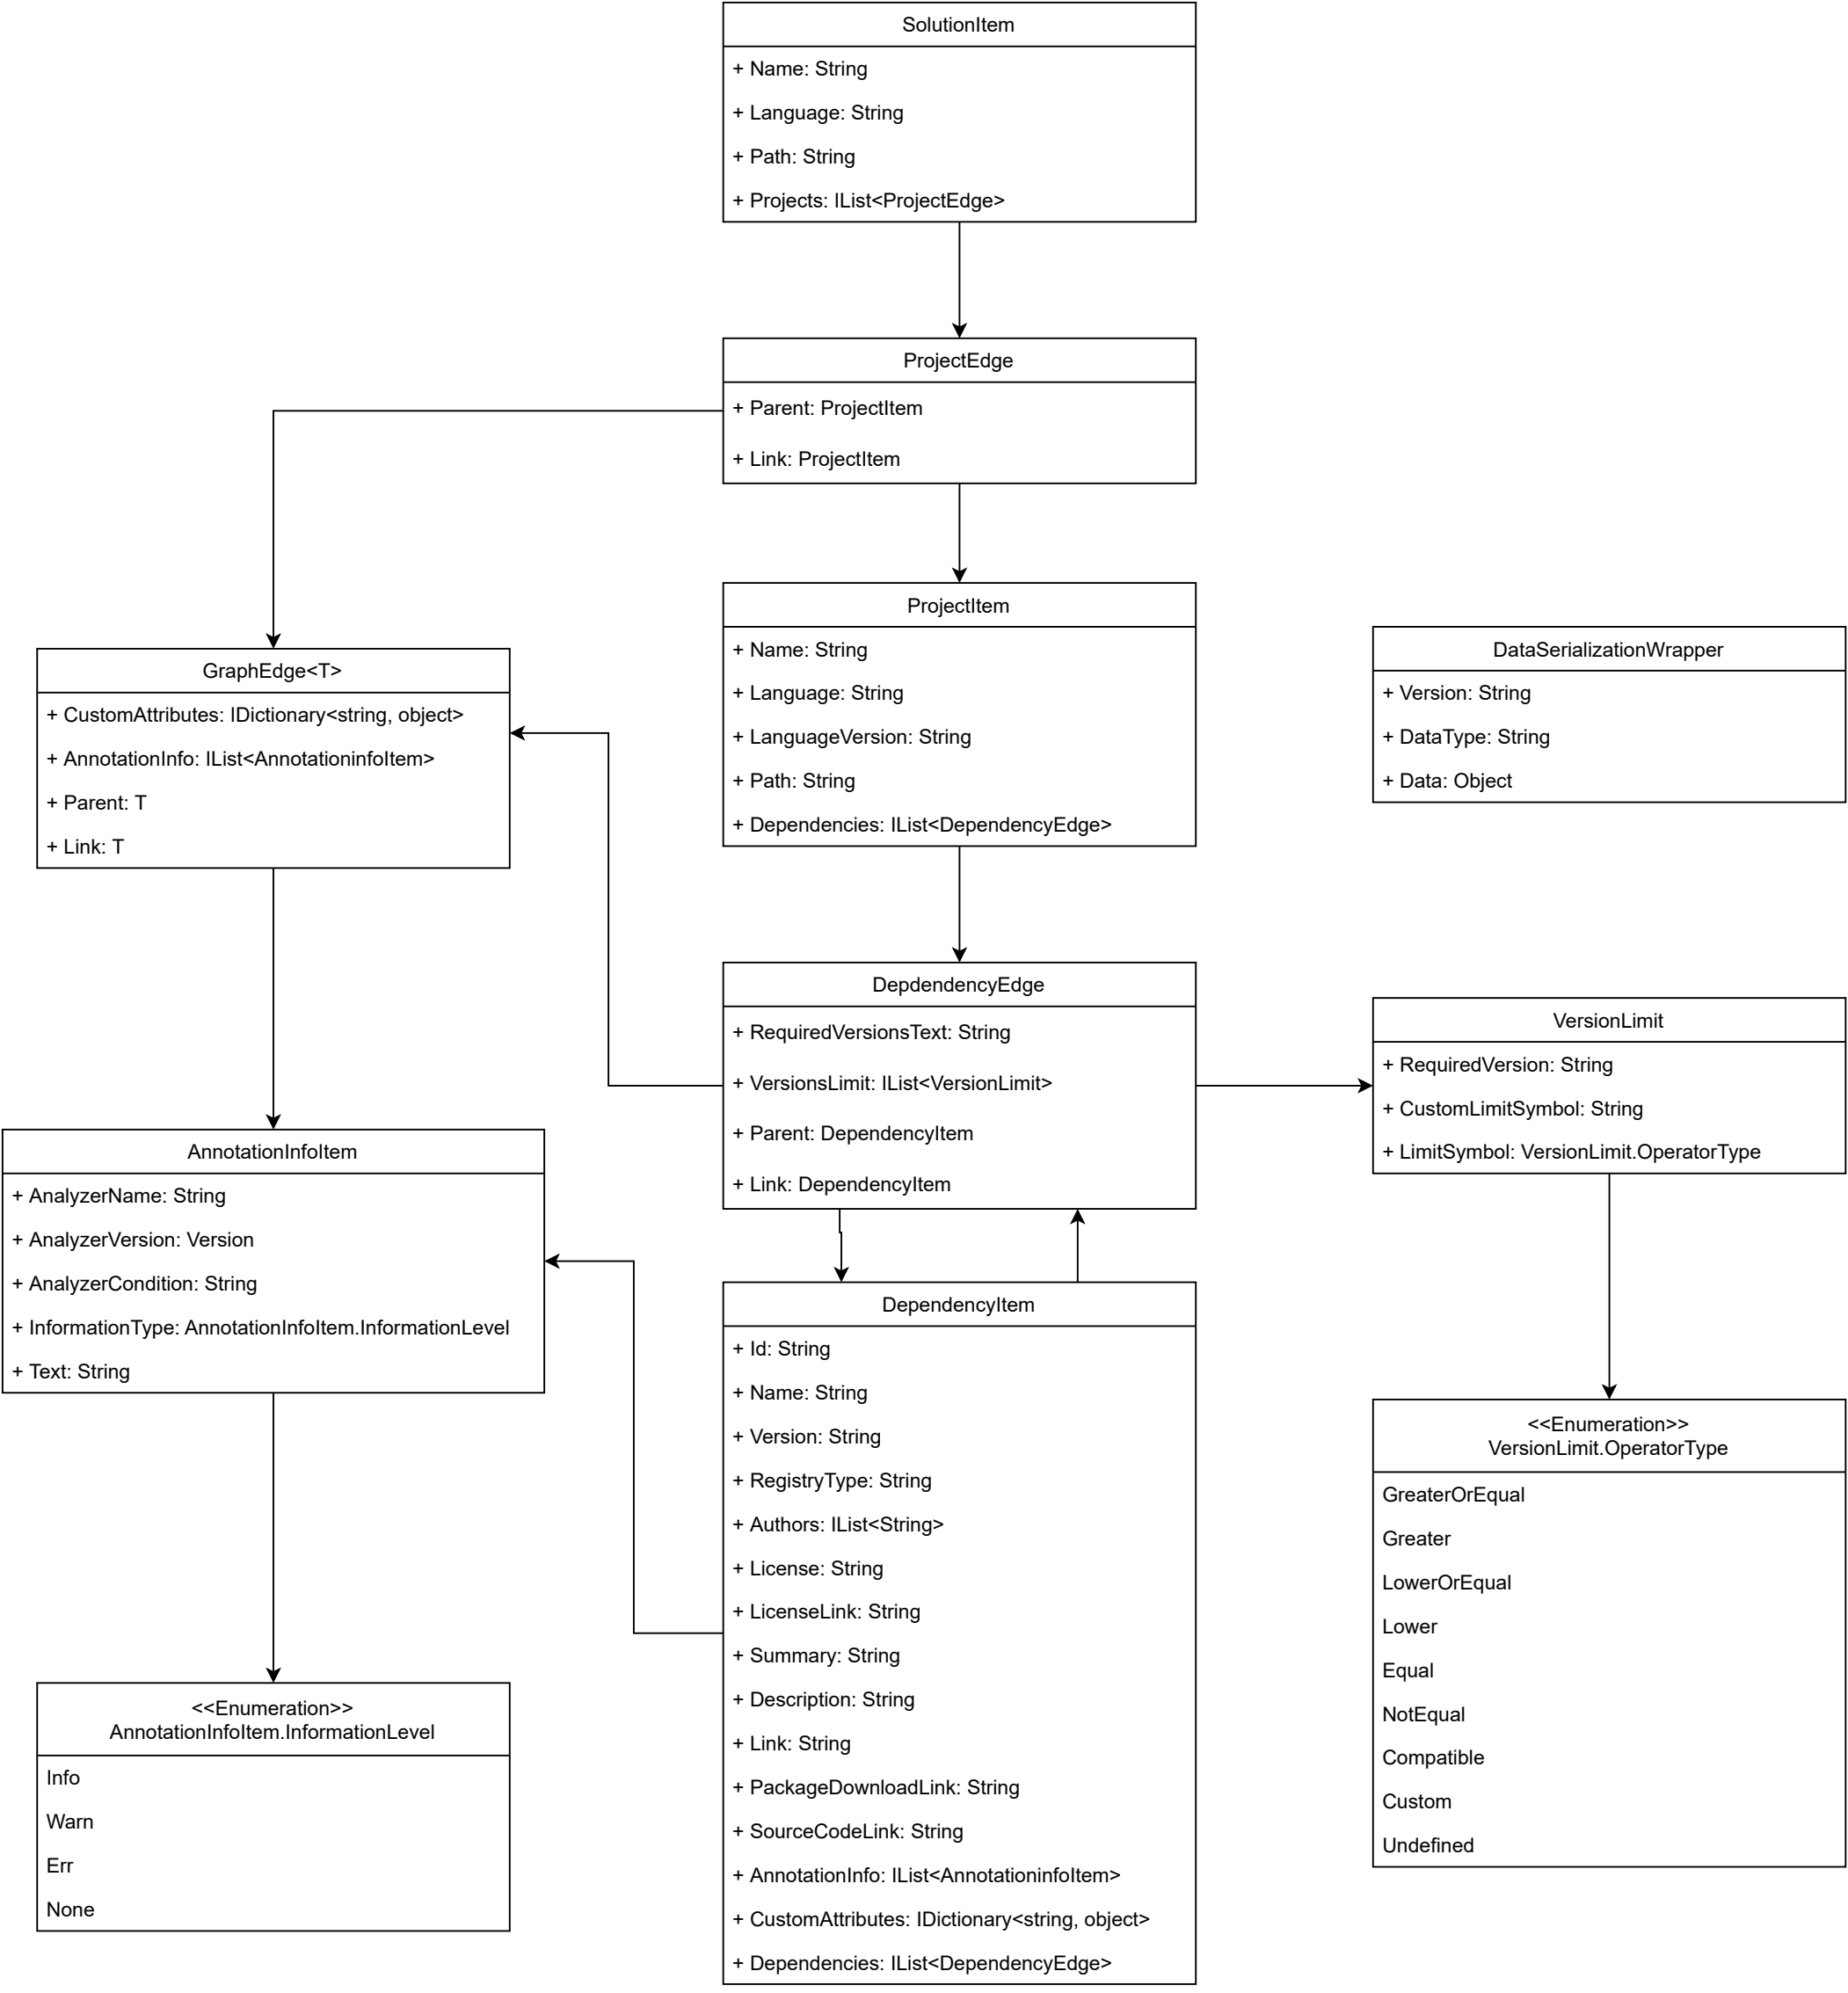 SolutionItem
+ Name: String
+ Language: String
+ Path: String
+ Projects: IList<ProjectEdge>
ProjectEdge
+ Parent: ProjectItem
+ Link: ProjectItem
ProjectItem
+ Name: String
+ Language: String
+ LanguageVersion: String
+ Path: String
+ Dependencies: IList<DependencyEdge>
DataSerializationWrapper
+ Version: String
+ DataType: String
+ Data: Object
GraphEdge<T>
+ CustomAttributes: IDictionary<string, object>
+ AnnotationInfo: IList<AnnotationinfoItem>
+ Parent: T
+ Link: T
DepdendencyEdge
+ RequiredVersionsText: String
+ VersionsLimit: IList<VersionLimit>
+ Parent: DependencyItem
+ Link: DependencyItem
VersionLimit
+ RequiredVersion: String
+ CustomLimitSymbol: String
+ LimitSymbol: VersionLimit.OperatorType
AnnotationInfoItem
+ AnalyzerName: String
+ AnalyzerVersion: Version
+ AnalyzerCondition: String
+ InformationType: AnnotationInfoItem.InformationLevel
+ Text: String
DependencyItem
+ Id: String
+ Name: String
+ Version: String
+ RegistryType: String
+ Authors: IList<String>
+ License: String
+ LicenseLink: String
+ Summary: String
+ Description: String
+ Link: String
+ PackageDownloadLink: String
+ SourceCodeLink: String
+ AnnotationInfo: IList<AnnotationinfoItem>
+ CustomAttributes: IDictionary<string, object>
+ Dependencies: IList<DependencyEdge>
<<Enumeration>>
VersionLimit.OperatorType
GreaterOrEqual
Greater
LowerOrEqual
Lower
Equal
NotEqual
Compatible
Custom
Undefined
<<Enumeration>>
AnnotationInfoItem.InformationLevel
Info
Warn
Err
None